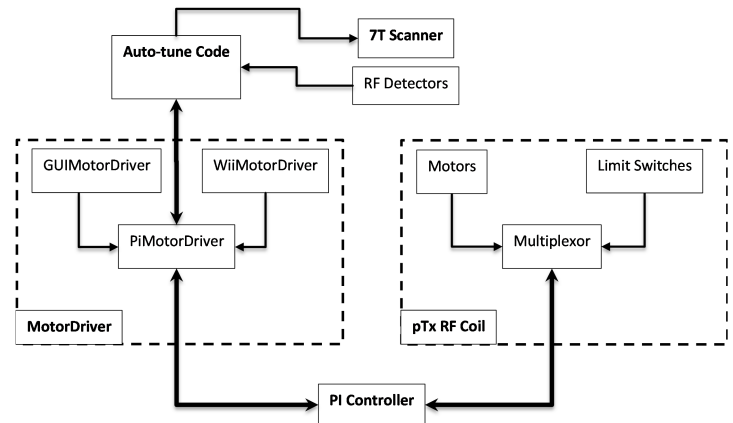 7T Scanner
Auto-tune Code
RF Detectors
GUIMotorDriver
WiiMotorDriver
Motors
Limit Switches
PiMotorDriver
Multiplexor
MotorDriver
pTx RF Coil
PI Controller